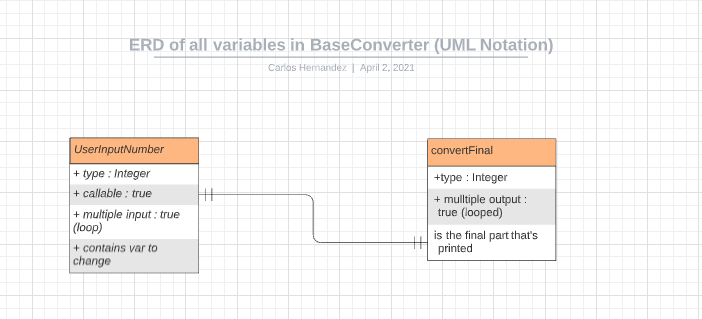 ERD of all variables in BaseConverter (UML Notation)
Carlos Hernandez | April 2, 2021
UserInputNumber
+ type : Integer
+ callable : true
+ multiple input : true
(loop)
+ contains var to
change
convertFinal
+type : Integer
+ mulltiple output :
true (looped)
is the final part that's
printed